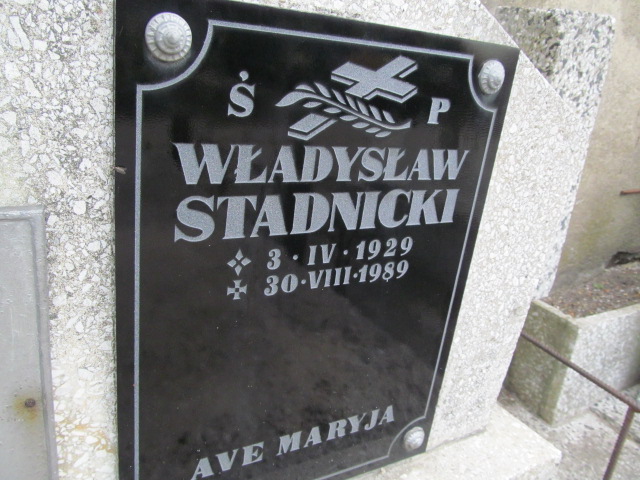 Ś P
WŁADYSŁAW
STADNICKI
3 · IV · 1929
30 · VIII · 1989
AVE MARYJA